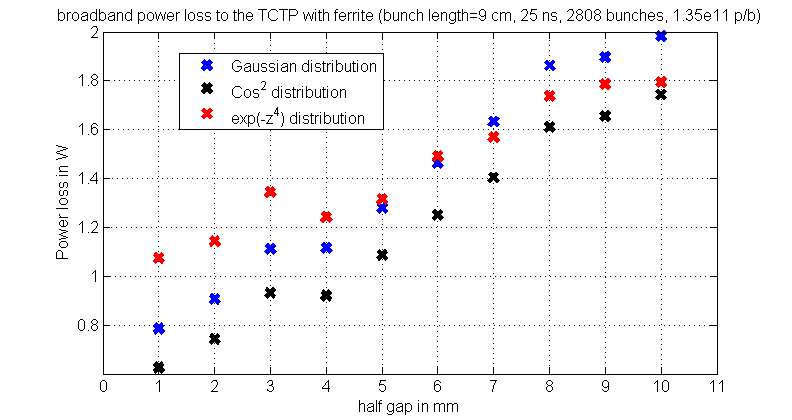 broadband power loss to the TCTP with ferrite (bunch length=9 cm, 25 ns, 2808 bunches, 1.35e11 p/b)
2
1.8
1.6
1.4
1.2
1
0.8
Power loss in W
Gaussian distribution
Cos² distribution
exp(-z⁴) distribution
0 1 2 3 4 5 6 7 8 9 10 11
half gap in mm